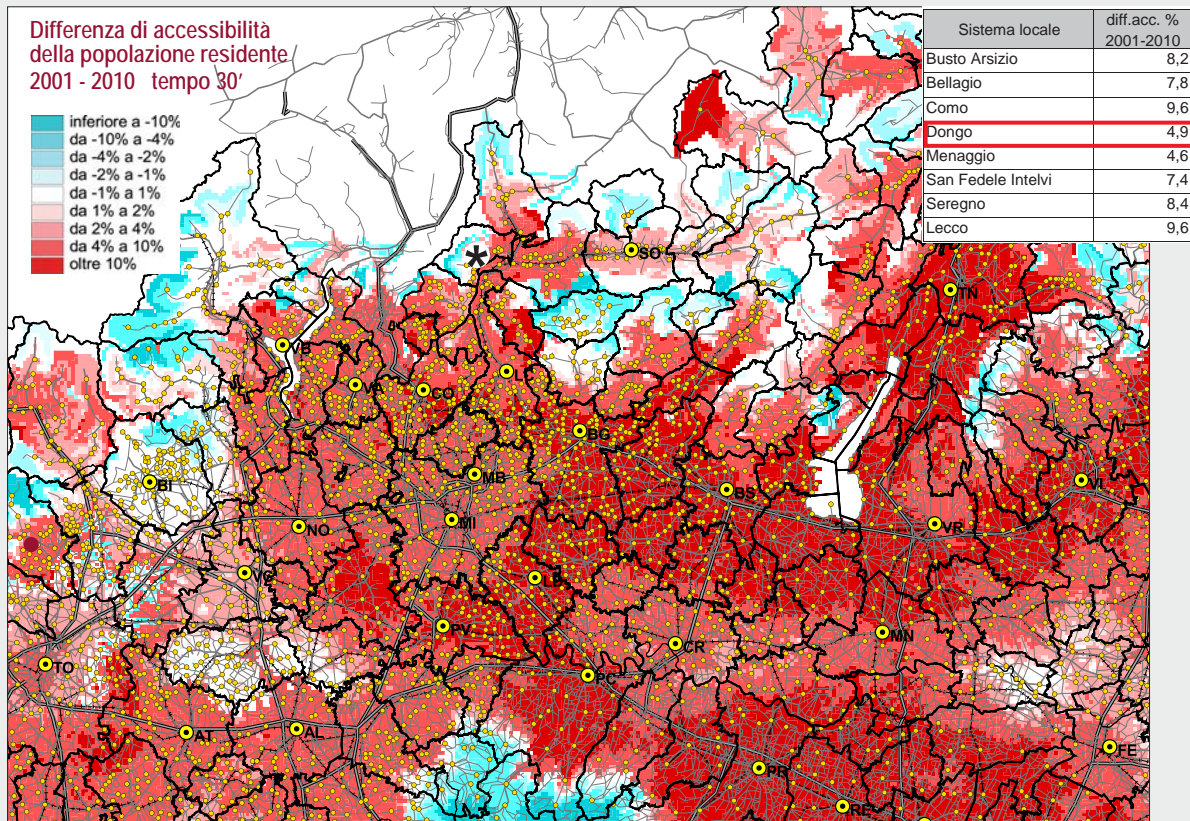 Differenza di accessibilità
della popolazione residente
2001 - 2010 tempo 30'
inferiore a -10%
da -10% a -4%
da -4% a -2%
da -2% a -1%
da -1% a 1%
da 1% a 2%
da 2% a 4%
da 4% a 10%
oltre 10%
Sistema locale diff.acc. % 2001-2010
Busto Arsizio 8,2
Bellagio 7,8
Como 9,6
Dongo 4,9
Menaggio 4,6
San Fedele Intelvi 7,4
Seregno 8,4
Lecco 9,6
*
SO
TN
VB
VA
CO
BG
BI
MB
BS
VI
MI
NO
VR
VC
PV
MN
CR
TO
PC
AT
AL
FE
PR
RE